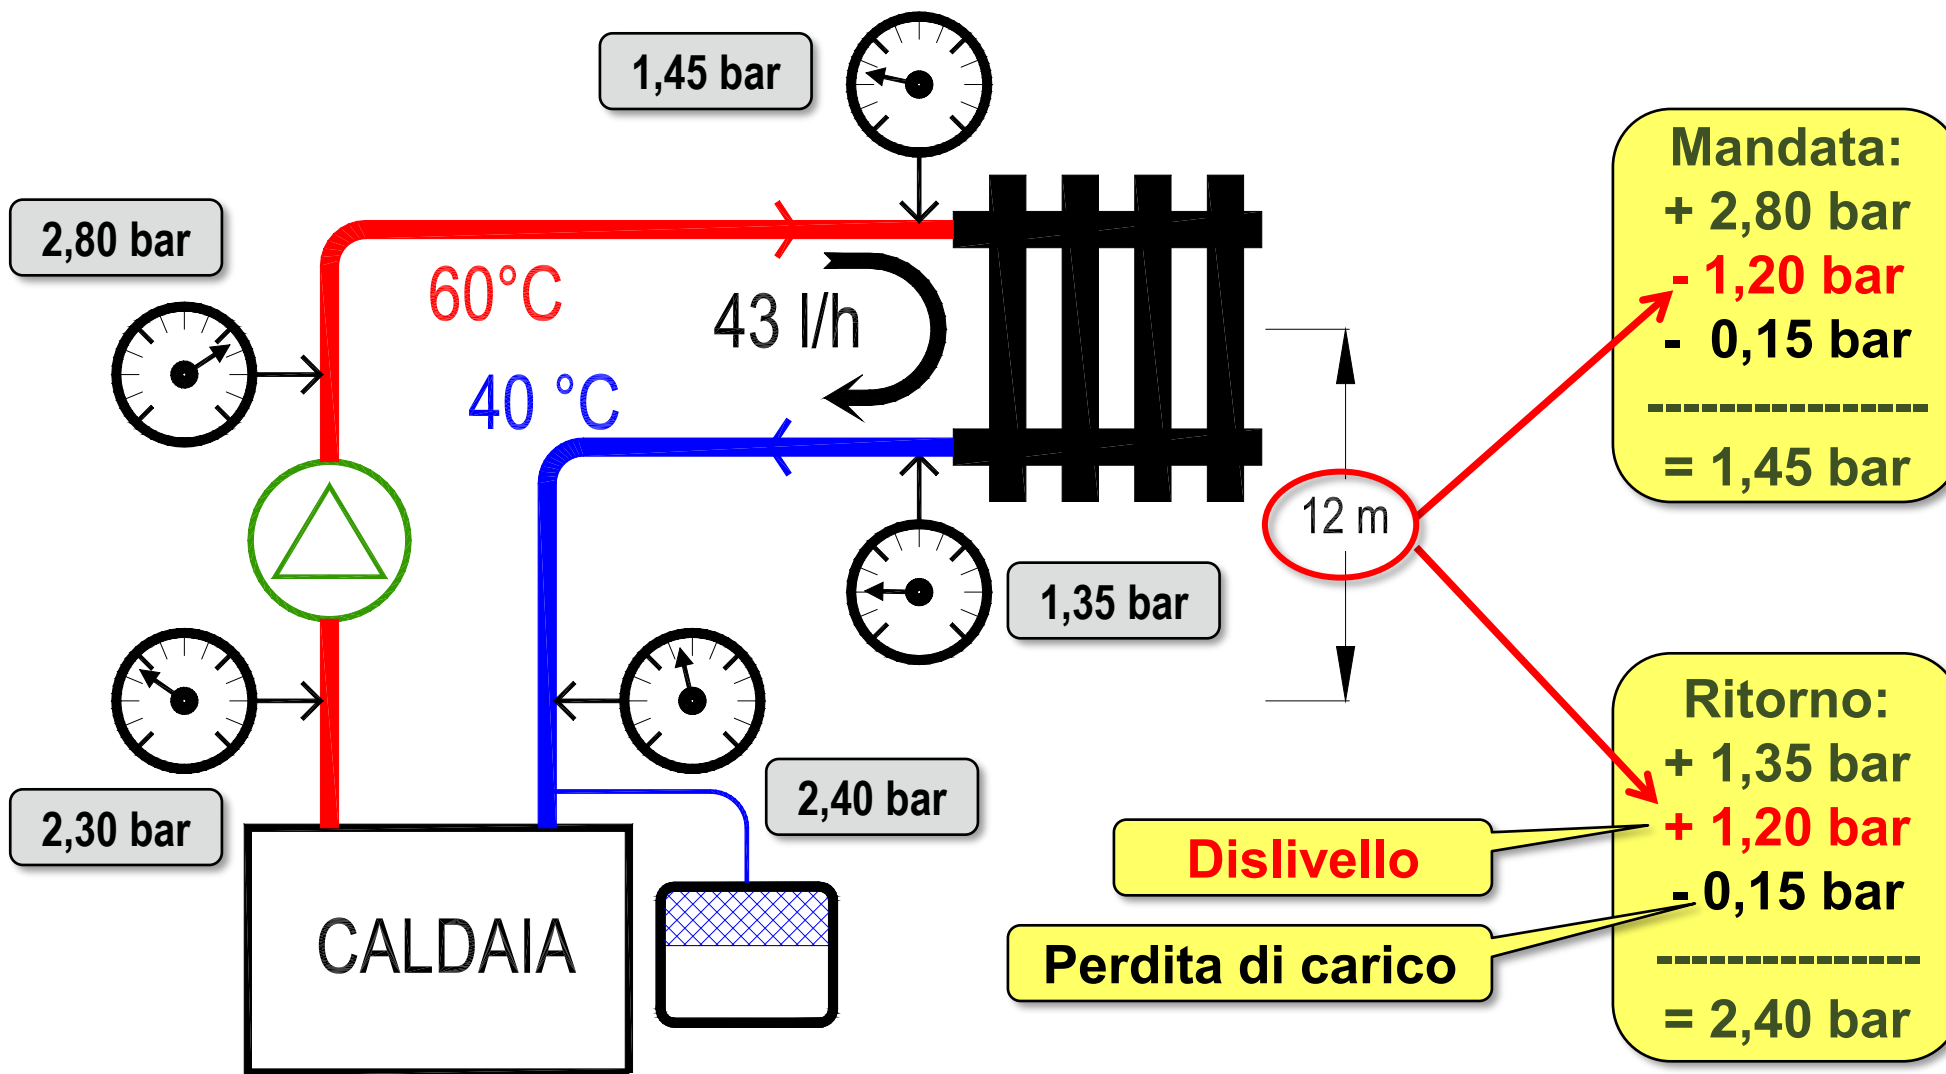 1,45 bar
2,80 bar
60°C
43 l/h
40 °C
12 m
1,35 bar
2,30 bar
2,40 bar
CALDAIA
Mandata:
+ 2,80 bar
- 1,20 bar
- 0,15 bar
----------------
= 1,45 bar
Ritorno:
+ 1,35 bar
+ 1,20 bar
- 0,15 bar
---------------
= 2,40 bar
Dislivello
Perdita di carico